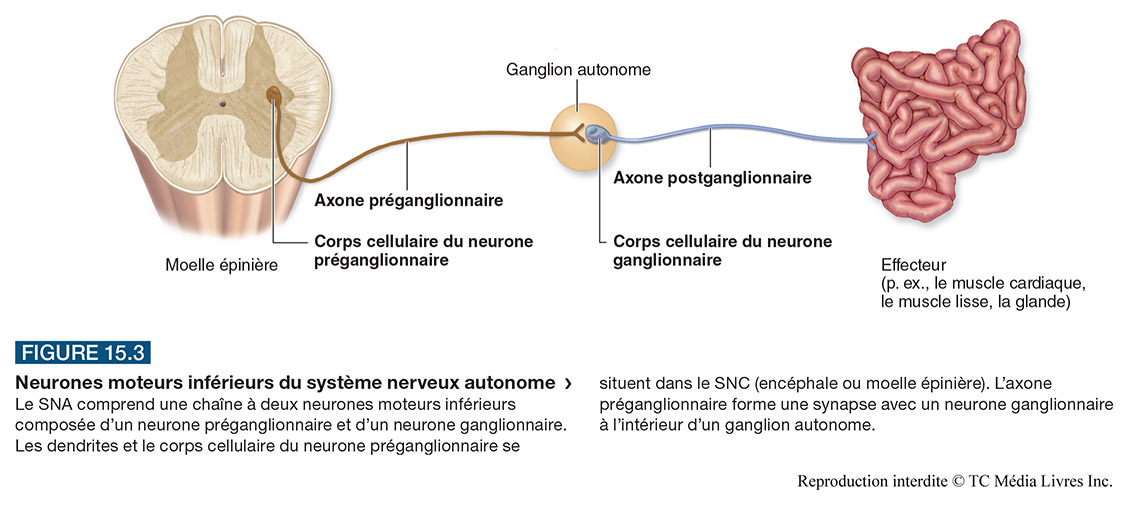 Ganglion autonome
Axone préganglionnaire
Axone postganglionnaire
Corps cellulaire du neurone
préganglionnaire
Corps cellulaire du neurone
ganglionnaire
Moelle épinière
Effecteur
(p. ex., le muscle cardiaque,
le muscle lisse, la glande)
FIGURE 15.3
Neurones moteurs inférieurs du système nerveux autonome ›
Le SNA comprend une chaîne à deux neurones moteurs inférieurs
composée d’un neurone préganglionnaire et d’un neurone ganglionnaire.
Les dendrites et le corps cellulaire du neurone préganglionnaire se
situent dans le SNC (encéphale ou moelle épinière). L’axone
préganglionnaire forme une synapse avec un neurone ganglionnaire
à l’intérieur d’un ganglion autonome.
Reproduction interdite © TC Média Livres Inc.